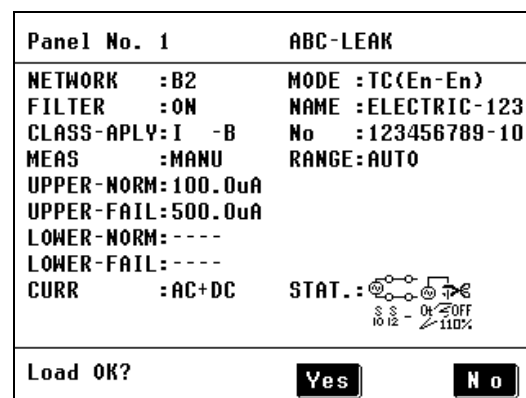 Panel No. 1 ABC-LEAK
NETWORK :B2 MODE :TC(En-En)
FILTER :ON NAME :ELECTRIC-123
CLASS-APLY:I -B No :123456789-10
MEAS :MANU RANGE:AUTO
UPPER-NORM:100.0uA
UPPER-FAIL:500.0uA
LOWER-NORM:----
LOWER-FAIL:----
CURR :AC+DC STAT.:
S S - OFF
10 12 110%
Load OK? Yes No